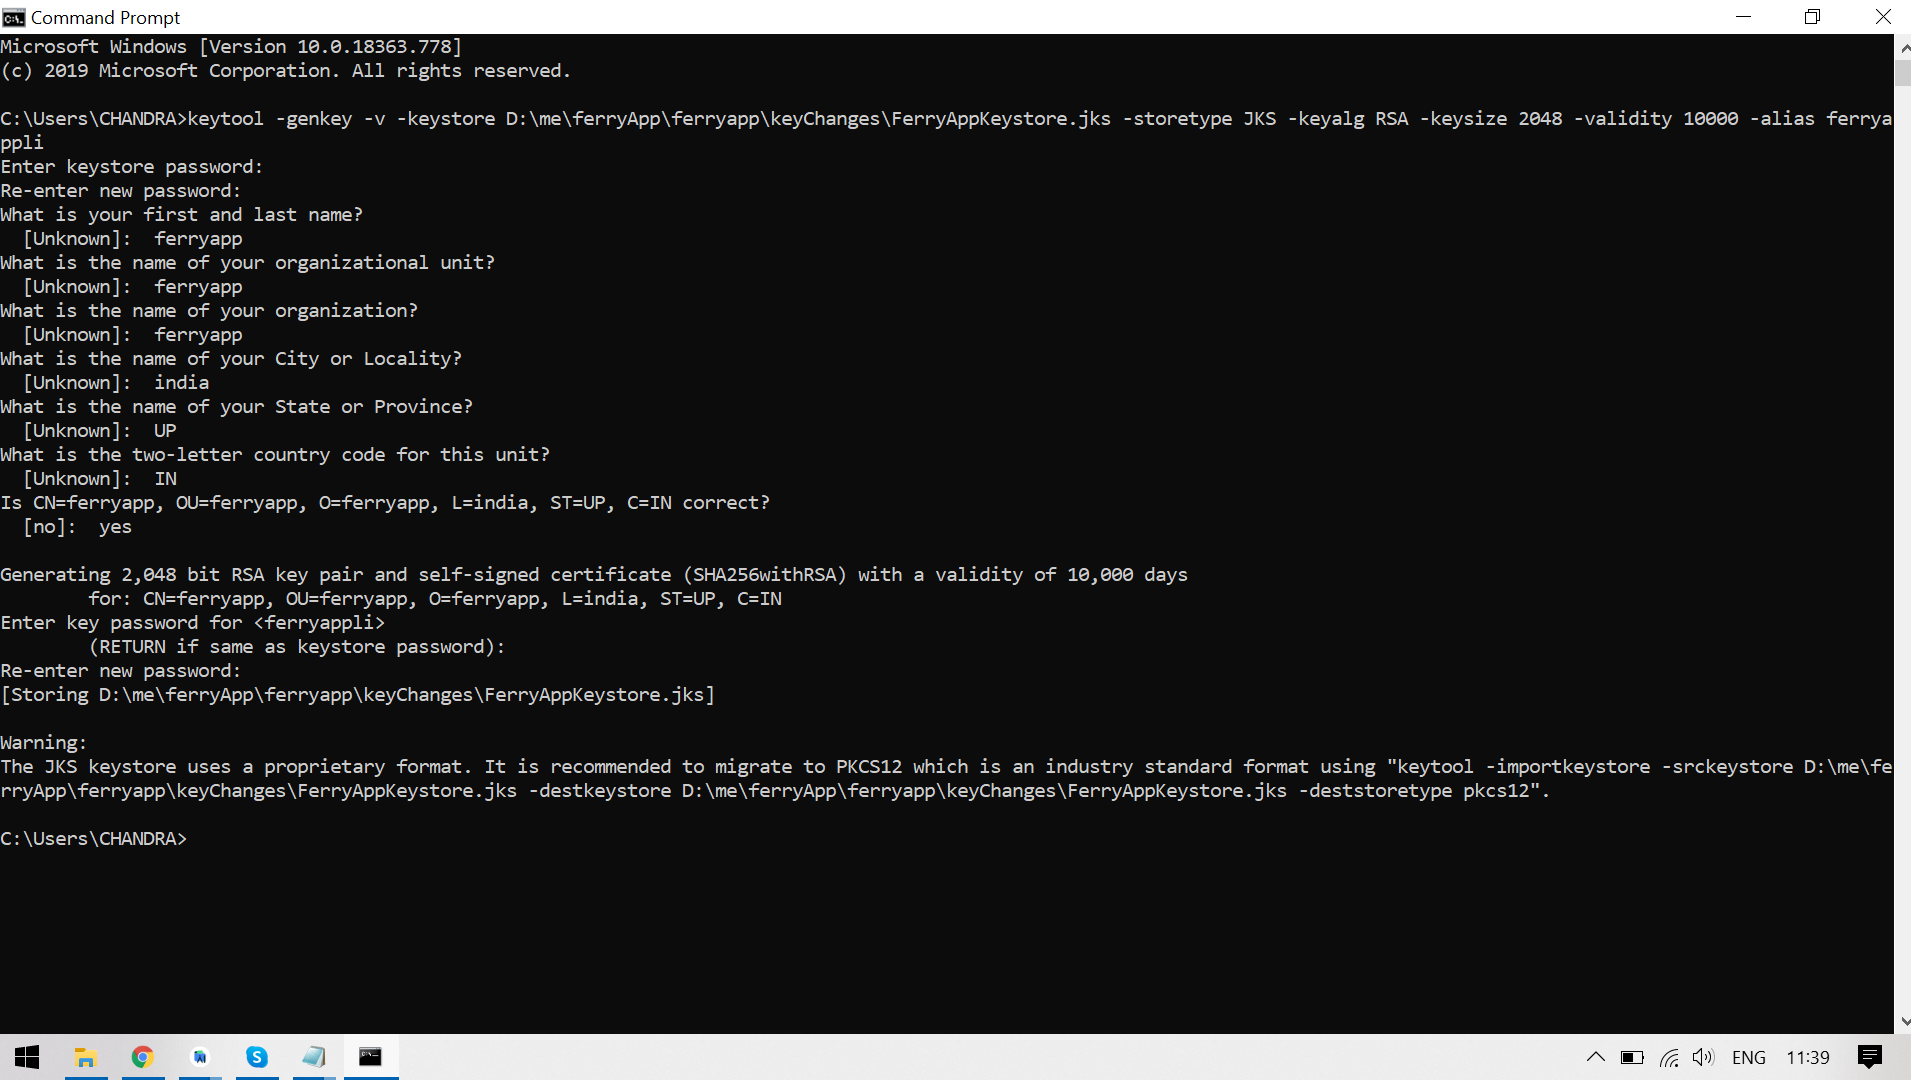 Command Prompt
Microsoft Windows [Version 10.0.18363.778]
(c) 2019 Microsoft Corporation. All rights reserved.
C:\Users\CHANDRA>keytool -genkey -v -keystore D:\me\ferryApp\ferryapp\keyChanges\FerryAppKeystore.jks -storetype JKS -keyalg RSA -keysize 2048 -validity 10000 -alias ferrya
ppli
Enter keystore password:
Re-enter new password:
What is your first and last name?
  [Unknown]:  ferryapp
What is the name of your organizational unit?
  [Unknown]:  ferryapp
What is the name of your organization?
  [Unknown]:  ferryapp
What is the name of your City or Locality?
  [Unknown]:  india
What is the name of your State or Province?
  [Unknown]:  UP
What is the two-letter country code for this unit?
  [Unknown]:  IN
Is CN=ferryapp, OU=ferryapp, O=ferryapp, L=india, ST=UP, C=IN correct?
  [no]:  yes
Generating 2,048 bit RSA key pair and self-signed certificate (SHA256withRSA) with a validity of 10,000 days
        for: CN=ferryapp, OU=ferryapp, O=ferryapp, L=india, ST=UP, C=IN
Enter key password for <ferryappli>
        (RETURN if same as keystore password):
Re-enter new password:
[Storing D:\me\ferryApp\ferryapp\keyChanges\FerryAppKeystore.jks]
Warning:
The JKS keystore uses a proprietary format. It is recommended to migrate to PKCS12 which is an industry standard format using "keytool -importkeystore -srckeystore D:\me\fe
rryApp\ferryapp\keyChanges\FerryAppKeystore.jks -destkeystore D:\me\ferryApp\ferryapp\keyChanges\FerryAppKeystore.jks -deststoretype pkcs12".
C:\Users\CHANDRA>
ENG 11:39